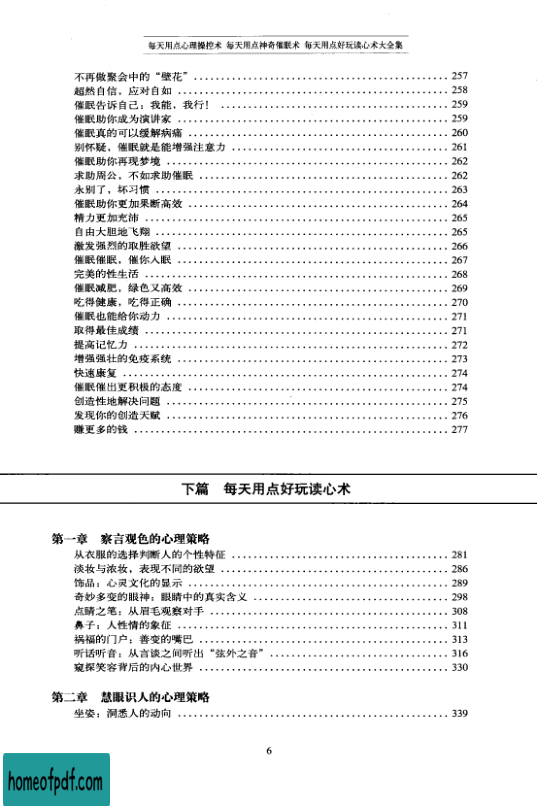 每天用点心理操控术 每天用点神奇催眠术 每天用点好玩读心术大全集
不再做聚会中的“壁花” 257
超然自信，应对自如 258
催眠告诉自己：我能，我行！ 259
催眠助你成为演讲家 259
催眠真的可以缓解病痛 260
别怀疑，催眠就是能增强注意力 261
催眠助你再现梦境 262
求助周公，不如求助催眠 262
永别了，坏习惯 263
催眠助你更加果断高效 264
精力更加充沛 265
自由大胆地飞翔 265
激发强烈的取胜欲望 266
催眠催眠，催你入眠 267
完美的性生活 268
催眠减肥，绿色又高效 269
吃得健康，吃得正确 270
催眠也能给你动力 271
取得最佳成绩 271
提高记忆力 272
增强强壮的免疫系统 273
快速康复 274
催眠催出更积极的态度 274
创造性地解决问题 275
发现你的创造天赋 276
赚更多的钱 277
下篇 每天用点好玩读心术
第一章 察言观色的心理策略
从衣服的选择判断人的个性特征 281
淡妆与浓妆，表现不同的欲望 286
饰品：心灵文化的显示 289
奇妙多变的眼神：眼睛中的真实含义 298
点睛之笔：从眉毛观察对手 308
鼻子：人性情的象征 311
祸福的门户：善变的嘴巴 313
听话听音：从言谈之间听出“弦外之音” 316
窥探笑容背后的内心世界 330
第二章 慧眼识人的心理策略
坐姿：洞悉人的动向 339
6
homeofpdf.com